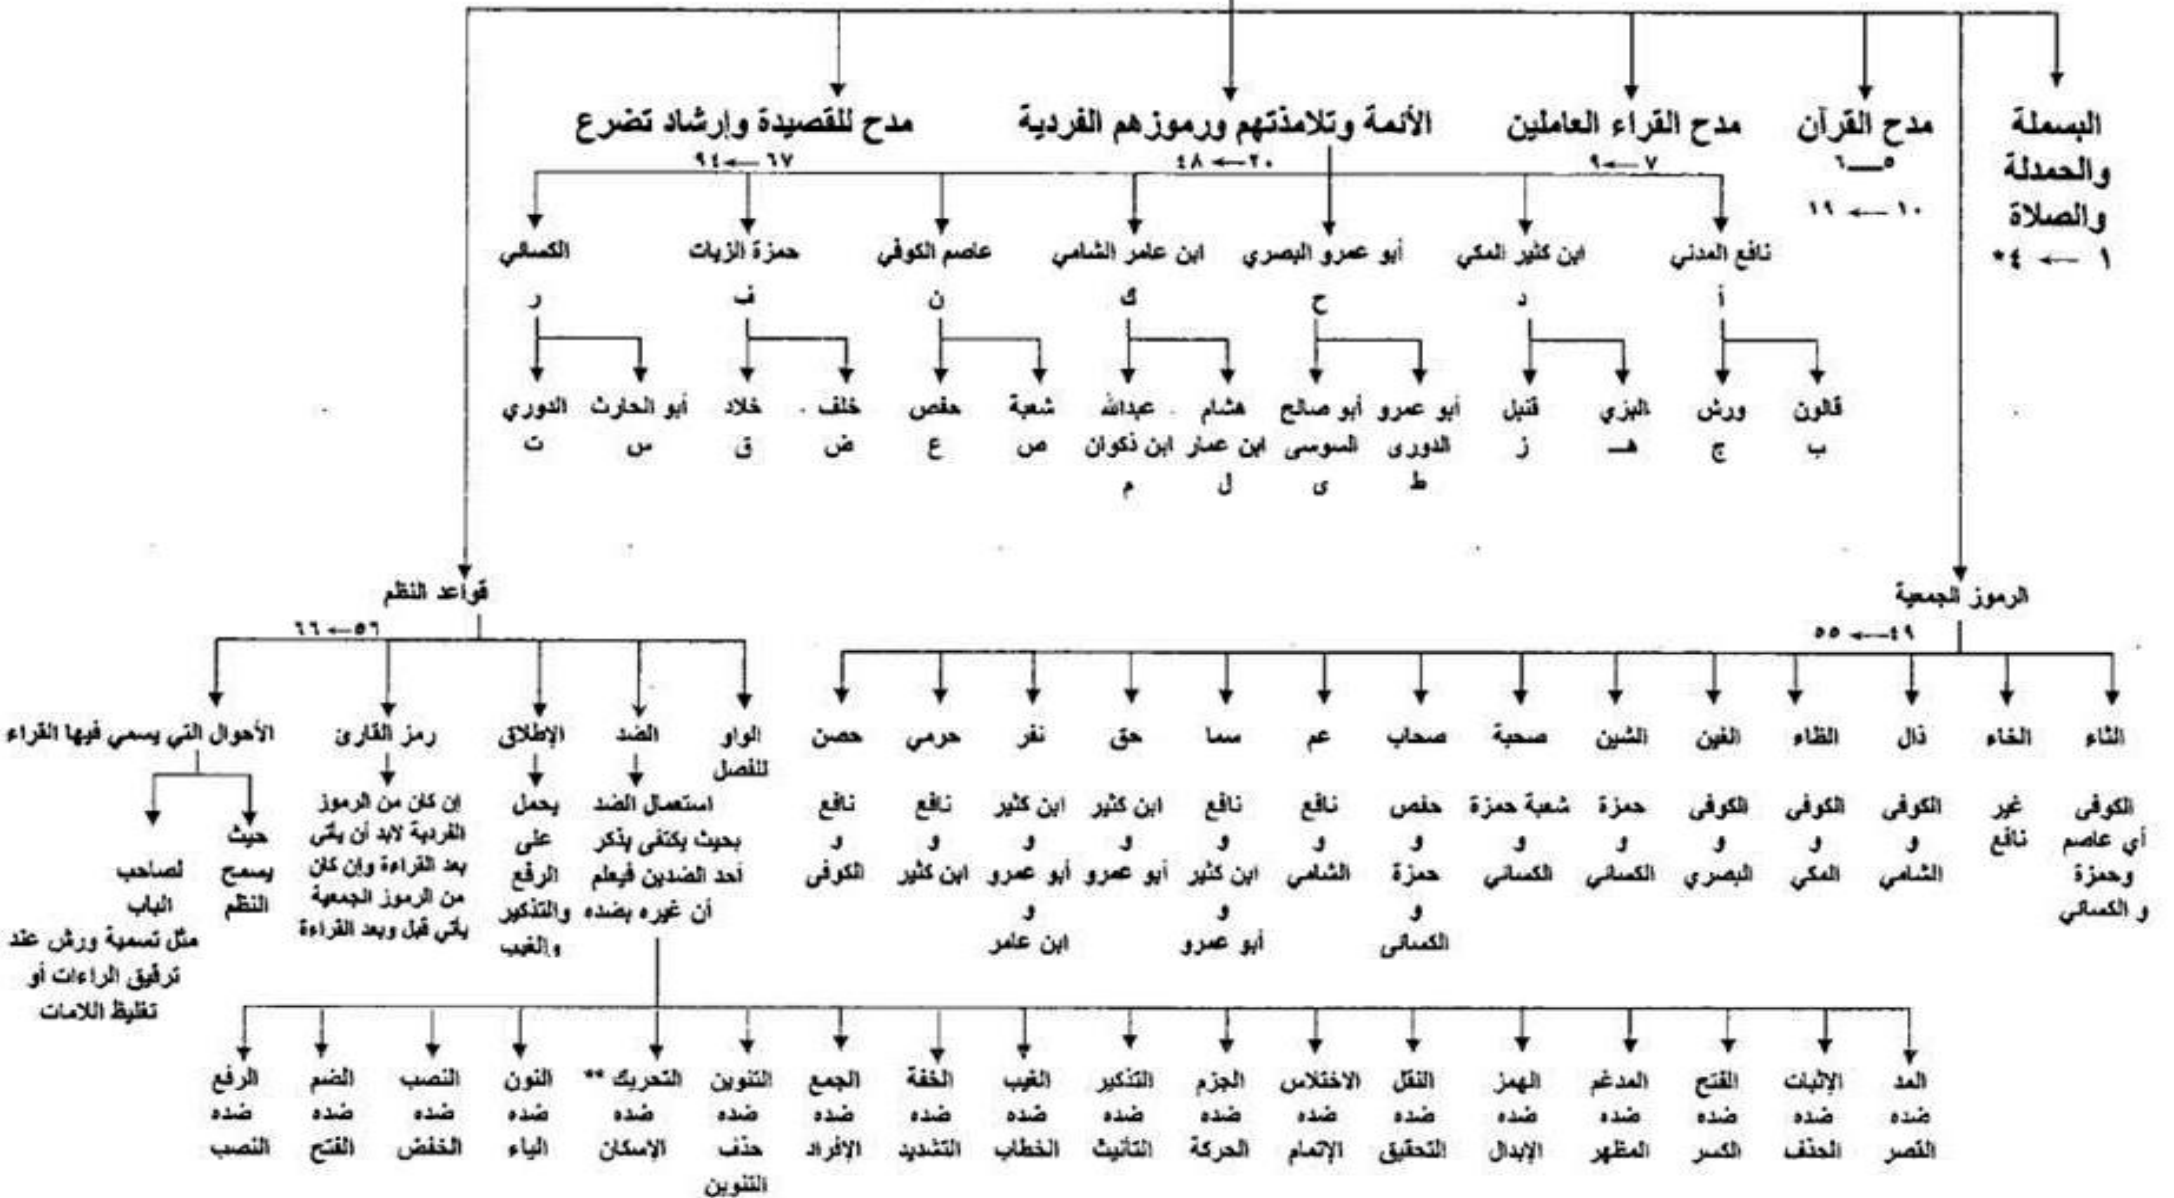 البسملة
والحمدلة
والصلاة
١ ← ٤*
مدح القرآن
٥ — ٦
١٠ ← ١٩
مدح القراء العاملين
٧ ← ٩
الأئمة وتلامذتهم ورموزهم الفردية
٢٠ ← ٤٨
مدح للقصيدة وإرشاد تضرع
٦٧ ← ٩٤
نافع المدني
أ
ابن كثير المكي
د
أبو عمرو البصري
ح
ابن عامر الشامي
ك
عاصم الكوفي
ن
حمزة الزيات
ف
الكسائي
ر
قالون
ب
ورش
ج
البزي
هـ
قنبل
ز
أبو عمرو
الدورى
ط
أبو صالح
السوسى
ى
هشام
ابن عمار
ل
عبدالله
ابن ذكوان
م
شعبة
ص
حفص
ع
خلف
ض
خلاد
ق
أبو الحارث
س
الدوري
ت
الرموز الجمعية
٤٩ ← ٥٥
الثاء
الكوفى
أي عاصم
وحمزة
و الكسائي
الخاء
غير
نافع
ذال
الكوفى
و
الشامي
الظاء
الكوفى
و
المكي
الغين
الكوفى
و
البصري
الشين
حمزة
و
الكسائي
صحبة
شعبة حمزة
و
الكسائي
صحاب
حفص
و
حمزة
و
الكسائى
عم
نافع
و
الشامي
سما
نافع
و
ابن كثير
و
أبو عمرو
حق
ابن كثير
و
أبو عمرو
نفر
ابن كثير
و
أبو عمرو
و
ابن عامر
حرمي
نافع
و
ابن كثير
حصن
نافع
و
الكوفى
قواعد النظم
٥٦ ← ٦٦
الواو
للفصل
الضد
استعمال الضد
بحيث يكتفى بذكر
أحد الضدين فيعلم
أن غيره بضده
الإطلاق
يحمل
على
الرفع
والتذكير
والغيب
رمز القارئ
إن كان من الرموز
الفردية لابد أن يأتى
بعد القراءة وإن كان
من الرموز الجمعية
يأتي قبل وبعد القراءة
الأحوال التي يسمي فيها القراء
حيث
يسمح
النظم
لصاحب
الباب
مثل تسمية ورش عند
ترقيق الراءات أو
تغليظ اللامات
المد
ضده
القصر
الإثبات
ضده
الحذف
الفتح
ضده
الكسر
المدغم
ضده
المظهر
الهمز
ضده
الإبدال
النقل
ضده
التحقيق
الاختلاس
ضده
الإتمام
الجزم
ضده
الحركة
التذكير
ضده
التأنيث
الغيب
ضده
الخطاب
الخفة
ضده
التشديد
الجمع
ضده
الإفراد
التنوين
ضده
حذف
التنوين
التحريك **
ضده
الإسكان
النون
ضده
الياء
النصب
ضده
الخفض
الضم
ضده
الفتح
الرفع
ضده
النصب